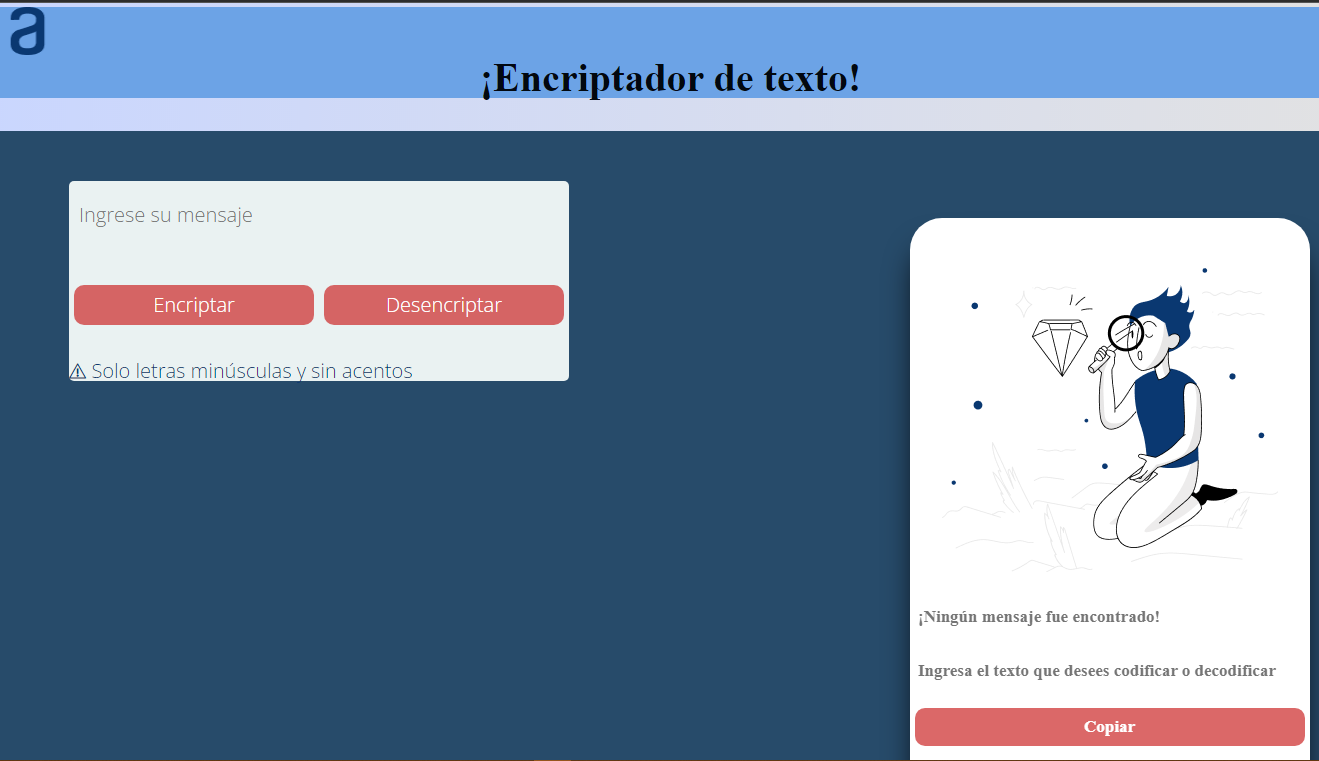 a
¡Encriptador de texto!
Ingrese su mensaje
Encriptar
Desencriptar
⚠ Solo letras minúsculas y sin acentos
¡Ningún mensaje fue encontrado!
Ingresa el texto que desees codificar o decodificar
Copiar